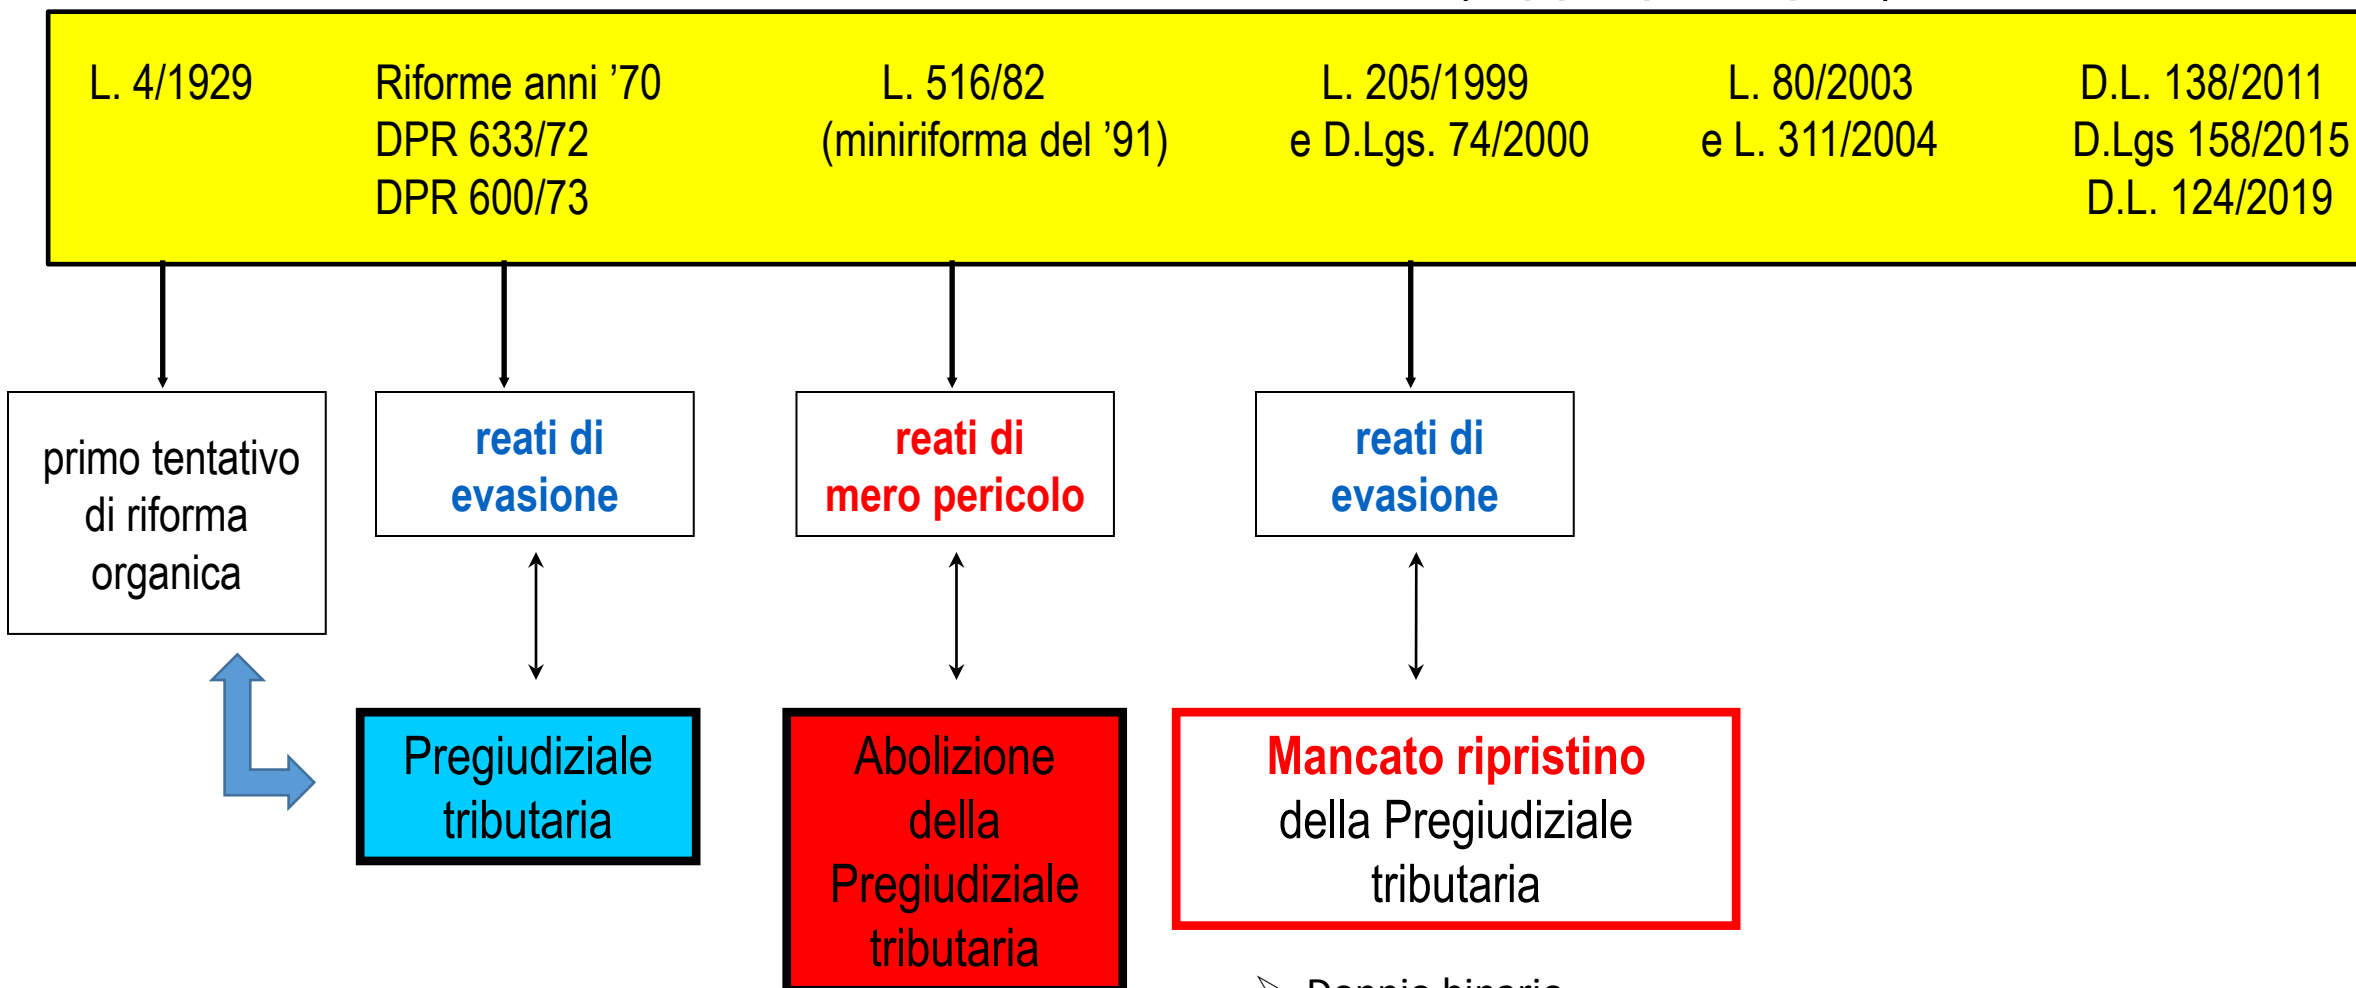 L. 4/1929
Riforme anni ’70
DPR 633/72
DPR 600/73
L. 516/82
(miniriforma del ’91)
L. 205/1999
e D.Lgs. 74/2000
L. 80/2003
e L. 311/2004
D.L. 138/2011
D.Lgs 158/2015
D.L. 124/2019
primo tentativo
di riforma
organica
reati di
evasione
reati di
mero pericolo
reati di
evasione
Pregiudiziale
tributaria
Abolizione
della
Pregiudiziale
tributaria
Mancato ripristino
della Pregiudiziale
tributaria
➢ Doppio binario